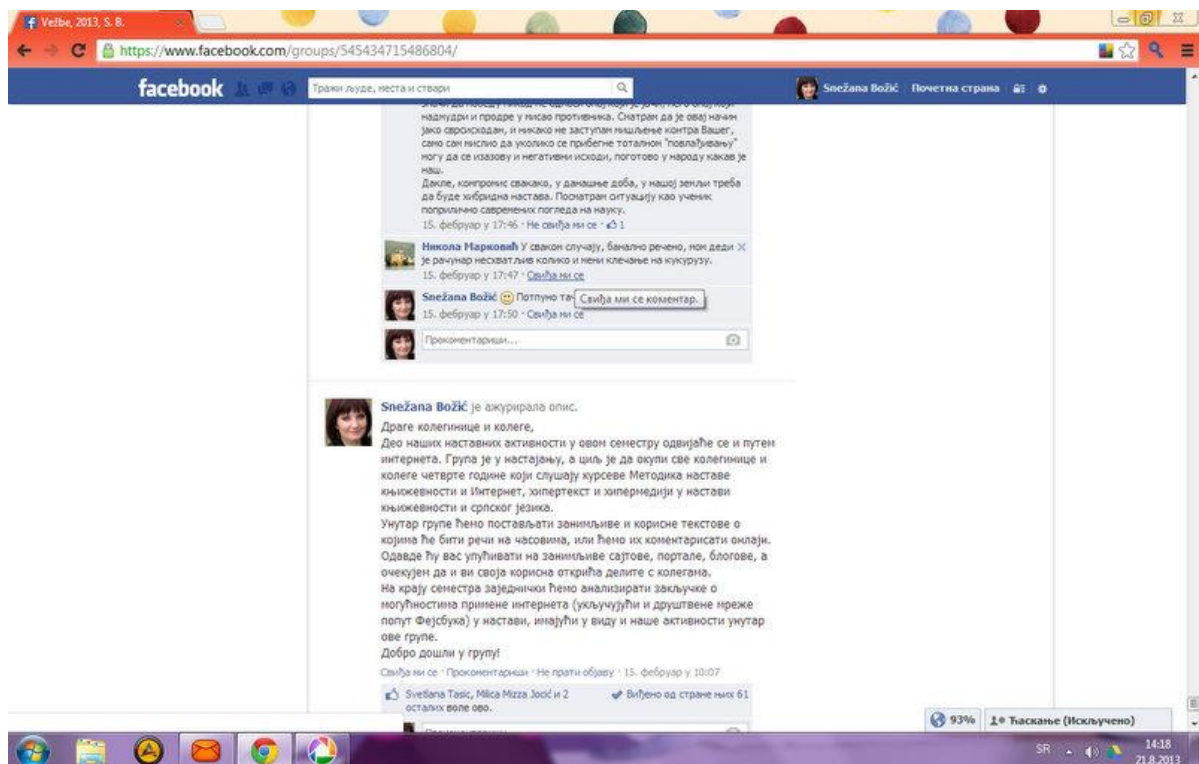 Vežbe, 2013, S. B.
https://www.facebook.com/groups/545434715486804/
facebook
Тражи људе, места и ствари
Snežana Božić Почетна страна
надмудри и продре у мисао противника. Сматрам да је овај начин
јако сврсисходан, и никако не заступам мишљење контра Вашег,
само сам мислио да уколико се прибегне тоталном "повлађивању"
могу да се изазову и негативни исходи, поготово у народу какав је
наш.
Дакле, компромис свакако, у данашње доба, у нашој земљи треба
да буде хибридна настава. Посматрам ситуацију као ученик
поприлично савремених погледа на науку.
15. фебруар у 17:46 · Не свиђа ми се · 1
Никола Марковић У сваком случају, банално речено, мом деди
је рачунар несхватљив колико и мени клечање на кукурузу.
15. фебруар у 17:47 · Свиђа ми се
Snežana Božić Потпуно
Свиђа ми се коментар.
15. фебруар у 17:50 · Свиђа ми се
Прокоментариши...
Snežana Božić је ажурирала опис.
Драге колегинице и колеге,
Део наших наставних активности у овом семестру одвијаће се и путем
интернета. Група је у настајању, а циљ је да окупи све колегинице и
колеге четврте године који слушају курсеве Методика наставе
књижевности и Интернет, хипертекст и хипермедији у настави
књижевности и српског језика.
Унутар групе ћемо постављати занимљиве и корисне текстове о
којима ће бити речи на часовима, или ћемо их коментарисати онлајн.
Одавде ћу вас упућивати на занимљиве сајтове, портале, блогове, а
очекујем да и ви своја корисна открића делите с колегама.
На крају семестра заједнички ћемо анализирати закључке о
могућностима примене интернета (укључујући и друштвене мреже
попут Фејсбука) у настави, имајући у виду и наше активности унутар
ове групе.
Добро дошли у групу!
Свиђа ми се · Прокоментариши · Не прати објаву · 15. фебруар у 10:07
Svetlana Tasic, Milica Mizza Jocić и 2 осталих воле ово.
Виђено од стране њих 61
93%
Ћаскање (Искључено)
SR
14:18
21.8.2013